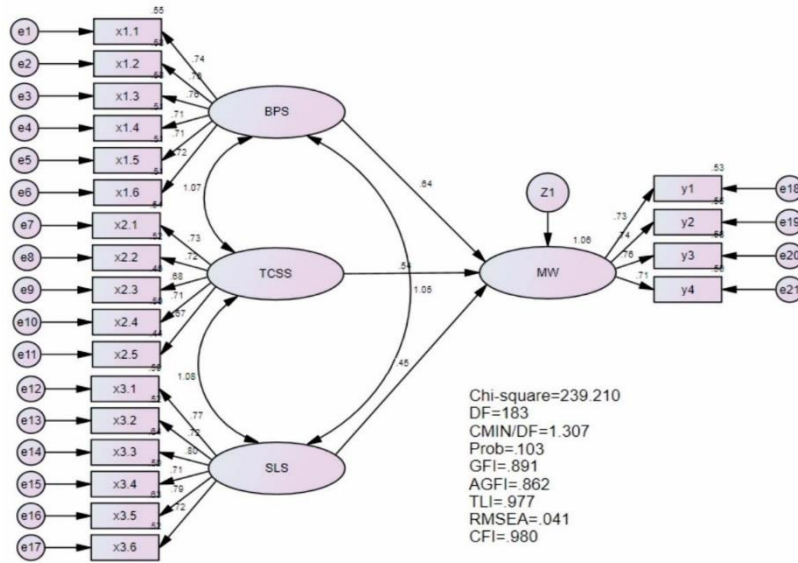 .55
e1 x1.1
e2 x1.2
e3 x1.3
e4 x1.4
e5 x1.5
e6 x1.6
e7 x2.1
e8 x2.2
e9 x2.3
e10 x2.4
e11 x2.5
e12 x3.1
e13 x3.2
e14 x3.3
e15 x3.4
e16 x3.5
e17 x3.6
.74
.76
.71
.71
.72
BPS
1.07
.73
.72
.68
.71
.67
TCSS
1.08
.77
.72
.80
.71
.79
.72
SLS
.64
.54
1.05
.45
Z1
1.06
MW
.73
.74
.76
.71
.53
y1 e18
y2 e19
y3 e20
y4 e21
Chi-square=239.210
DF=183
CMIN/DF=1.307
Prob=.103
GFI=.891
AGFI=.862
TLI=.977
RMSEA=.041
CFI=.980